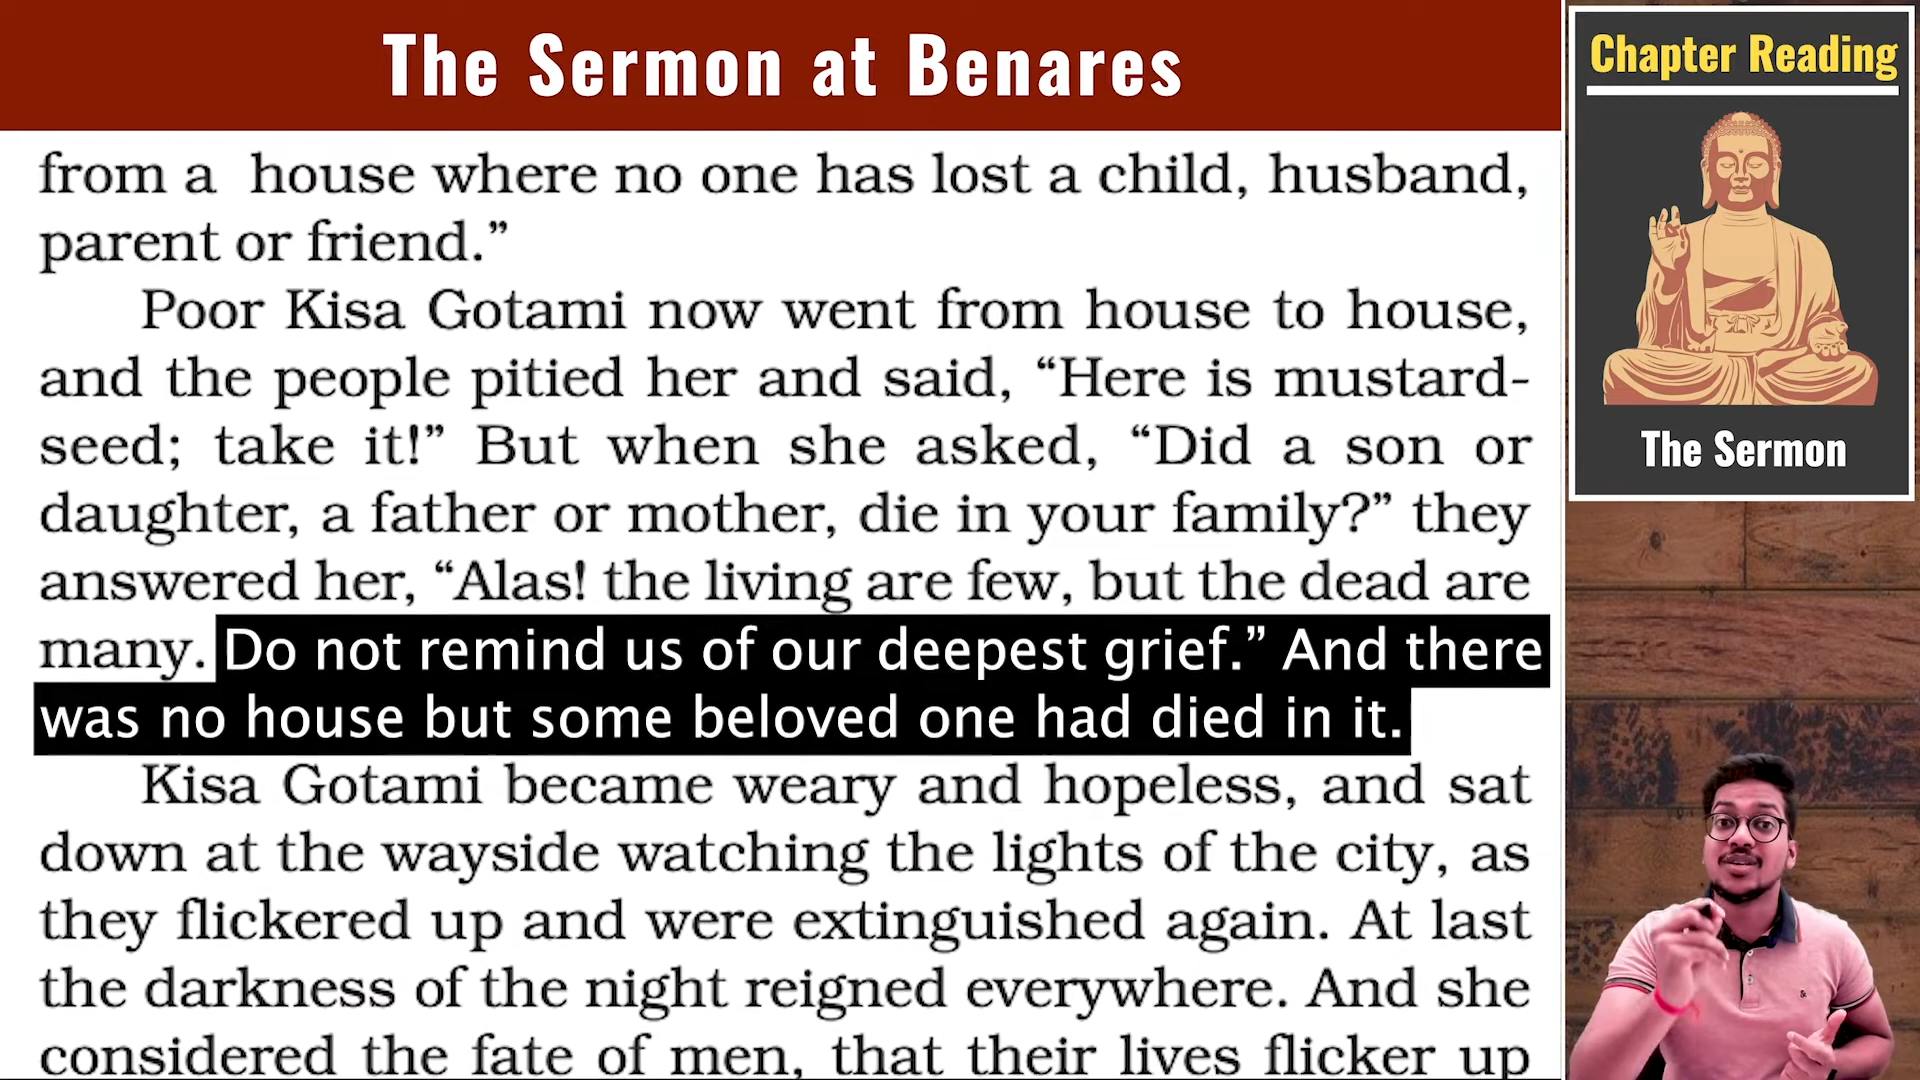 The Sermon at Benares
from a house where no one has lost a child, husband,
parent or friend.”
Poor Kisa Gotami now went from house to house,
and the people pitied her and said, “Here is mustard-
seed; take it!” But when she asked, “Did a son or
daughter, a father or mother, die in your family?” they
answered her, “Alas! the living are few, but the dead are
many. Do not remind us of our deepest grief.” And there
was no house but some beloved one had died in it.
Kisa Gotami became weary and hopeless, and sat
down at the wayside watching the lights of the city, as
they flickered up and were extinguished again. At last
the darkness of the night reigned everywhere. And she
considered the fate of men, that their lives flicker up
Chapter Reading
The Sermon